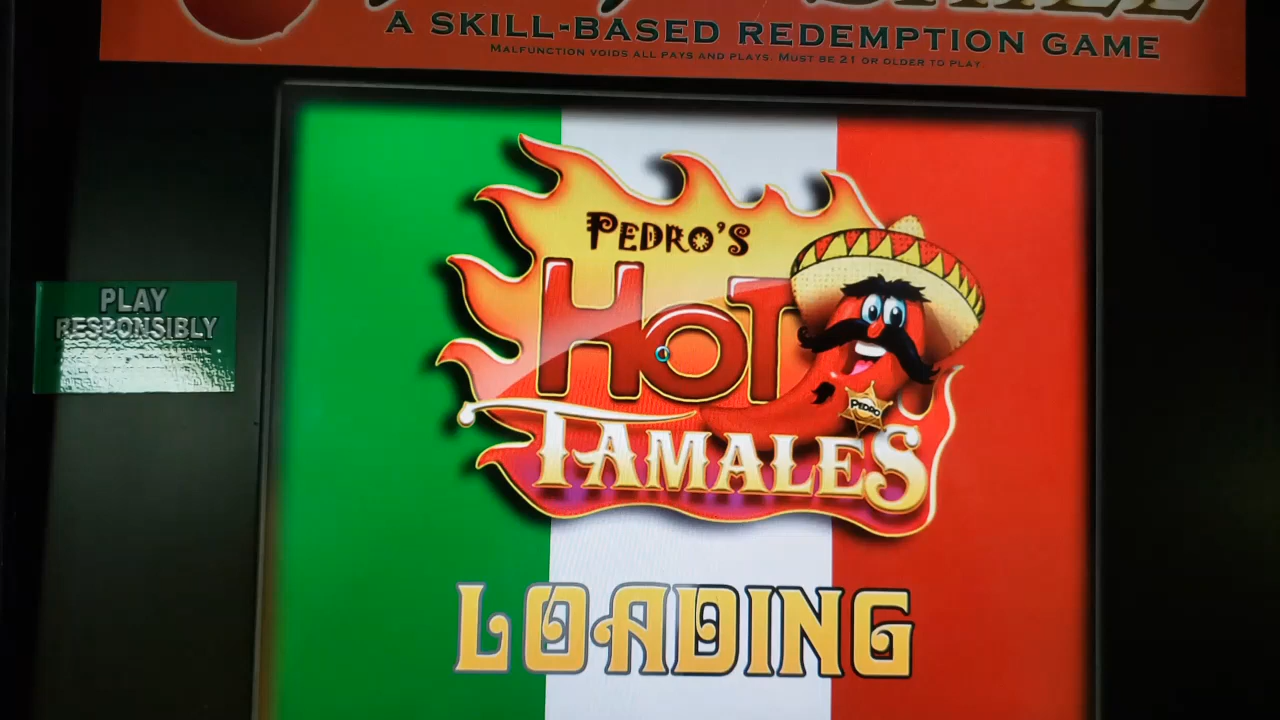 A SKILL-BASED REDEMPTION GAME
MALFUNCTION VOIDS ALL PAYS AND PLAYS. MUST BE 21 OR OLDER TO PLAY.
PLAY
RESPONSIBLY
PEDRO'S
HOT
PEDRO
TAMALES
LOADING